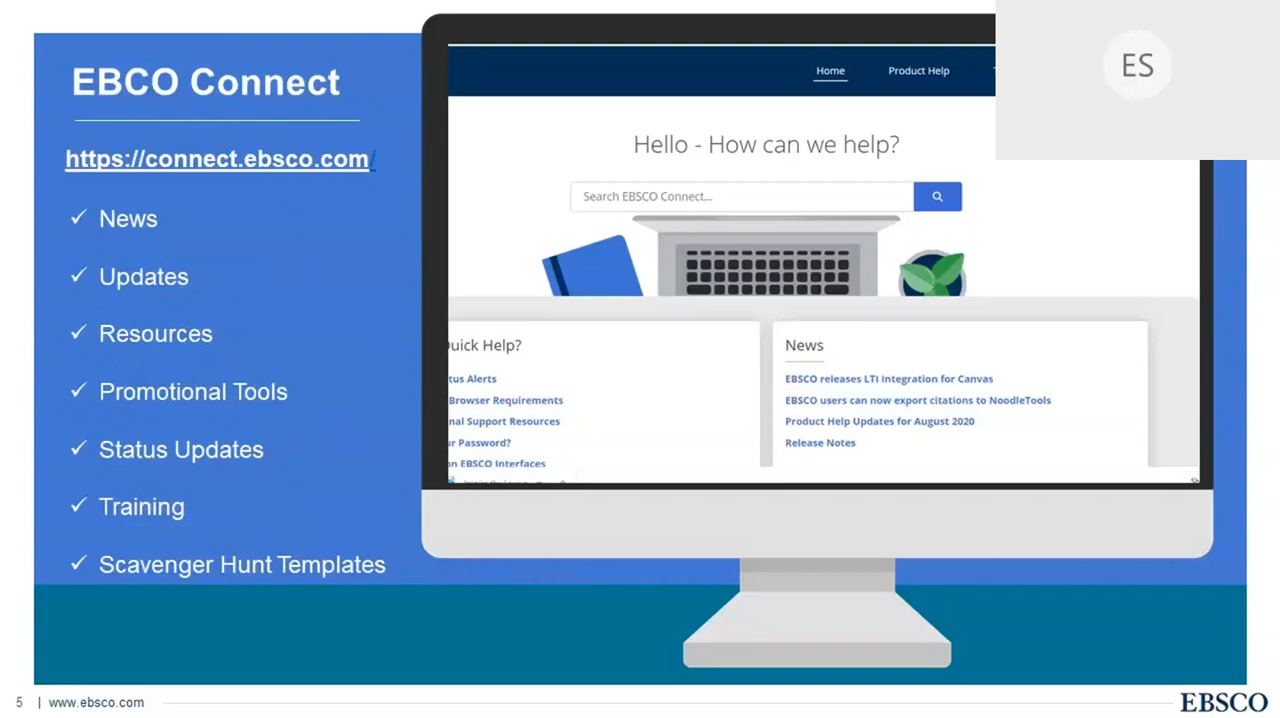 EBCO Connect
https://connect.ebsco.com/
✓ News
✓ Updates
✓ Resources
✓ Promotional Tools
✓ Status Updates
✓ Training
✓ Scavenger Hunt Templates
Home Product Help
ES
Hello - How can we help?
Search EBSCO Connect...
uick Help?
tus Alerts
Browser Requirements
nal Support Resources
ur Password?
an EBSCO Interfaces
News
EBSCO releases LTI Integration for Canvas
EBSCO users can now export citations to NoodleTools
Product Help Updates for August 2020
Release Notes
5 | www.ebsco.com
EBSCO